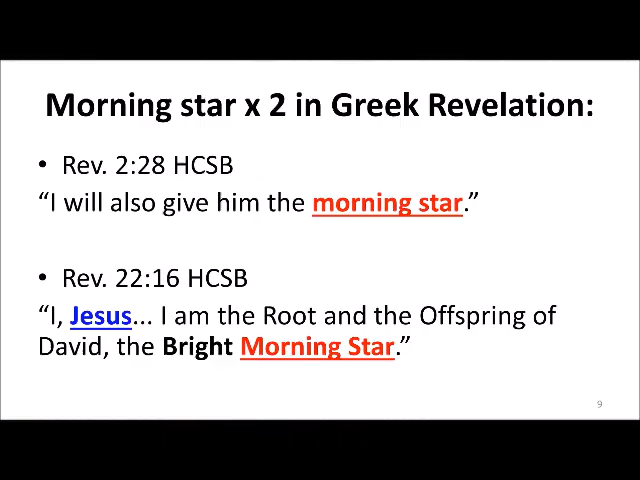 Morning star x 2 in Greek Revelation:
• Rev. 2:28 HCSB
“I will also give him the morning star.”
• Rev. 22:16 HCSB
“I, Jesus... I am the Root and the Offspring of
David, the Bright Morning Star.”
9